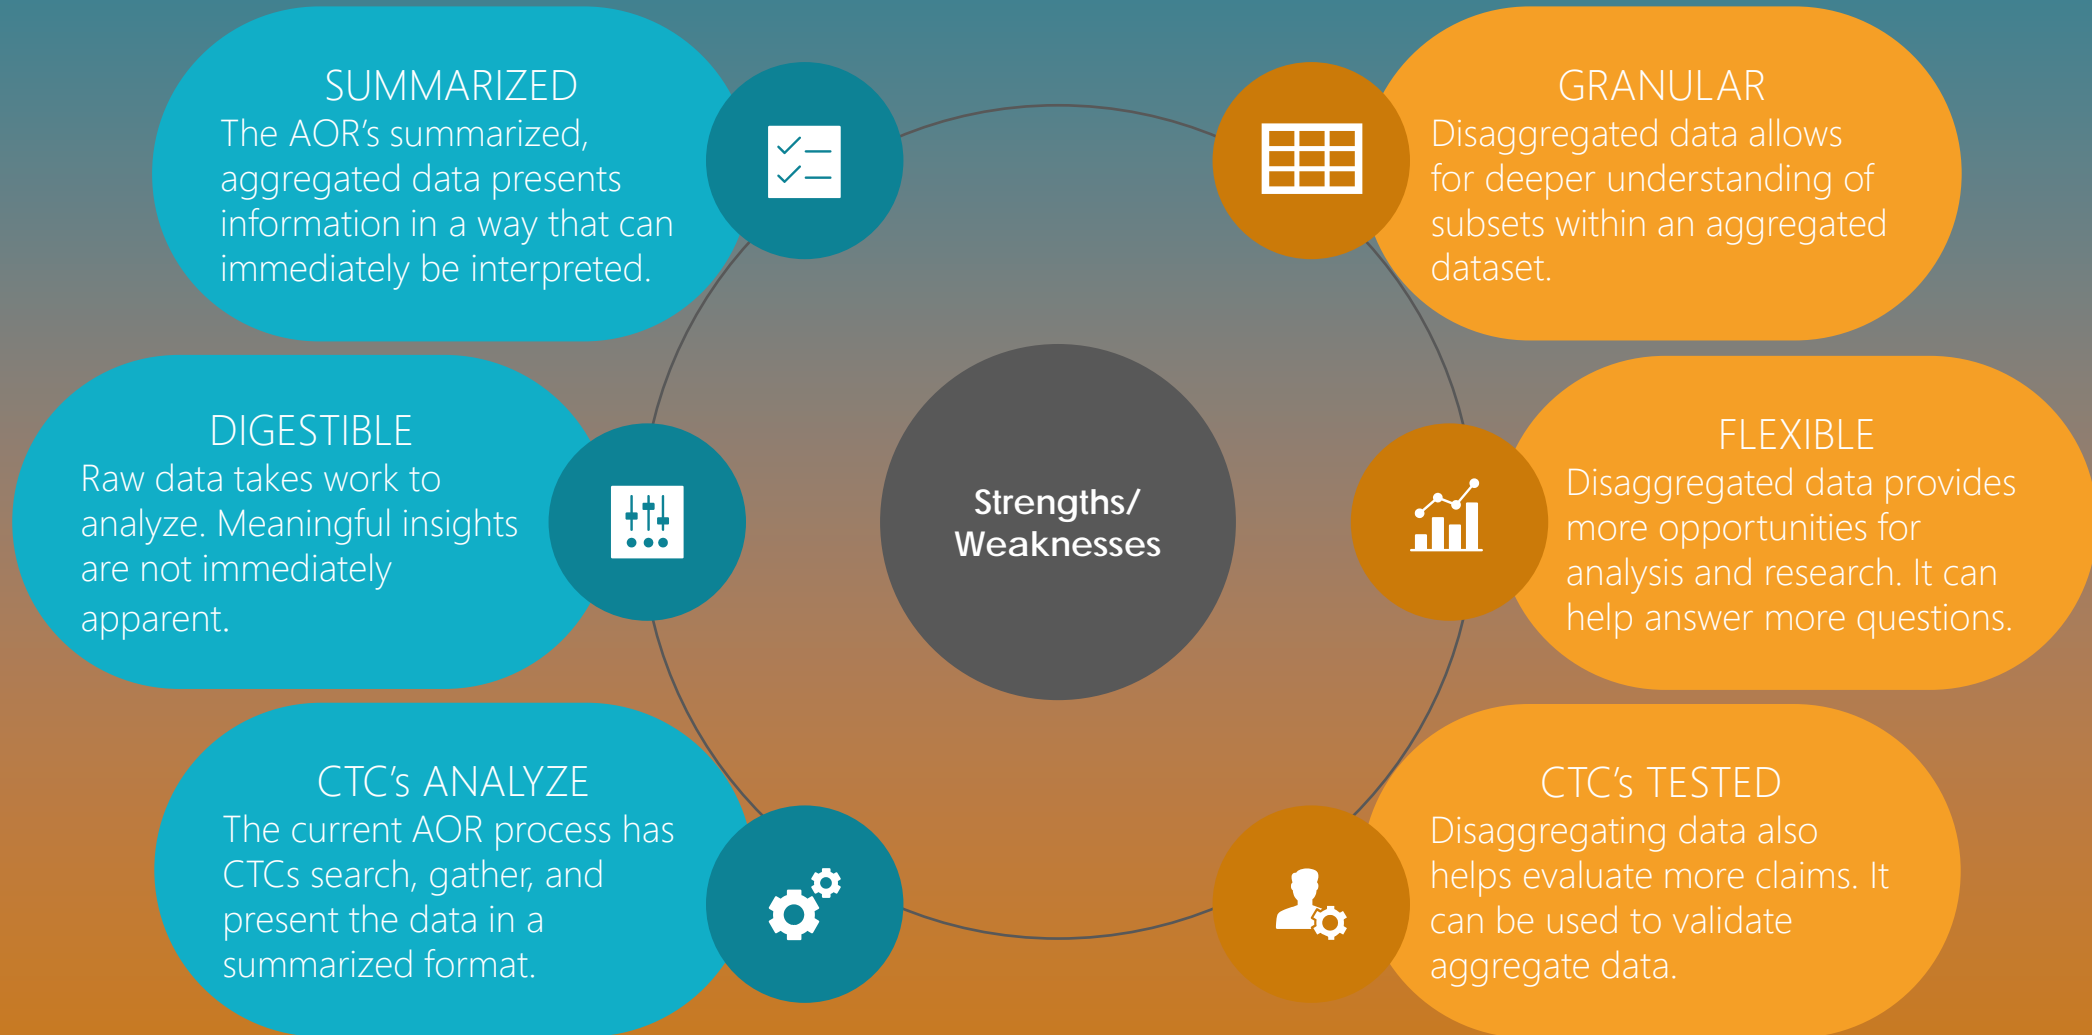 SUMMARIZED
The AOR’s summarized,
aggregated data presents
information in a way that can
immediately be interpreted.
DIGESTIBLE
Raw data takes work to
analyze. Meaningful insights
are not immediately
apparent.
CTC’s ANALYZE
The current AOR process has
CTCs search, gather, and
present the data in a
summarized format.
Strengths/
Weaknesses
GRANULAR
Disaggregated data allows
for deeper understanding of
subsets within an aggregated
dataset.
FLEXIBLE
Disaggregated data provides
more opportunities for
analysis and research. It can
help answer more questions.
CTC’s TESTED
Disaggregating data also
helps evaluate more claims. It
can be used to validate
aggregate data.